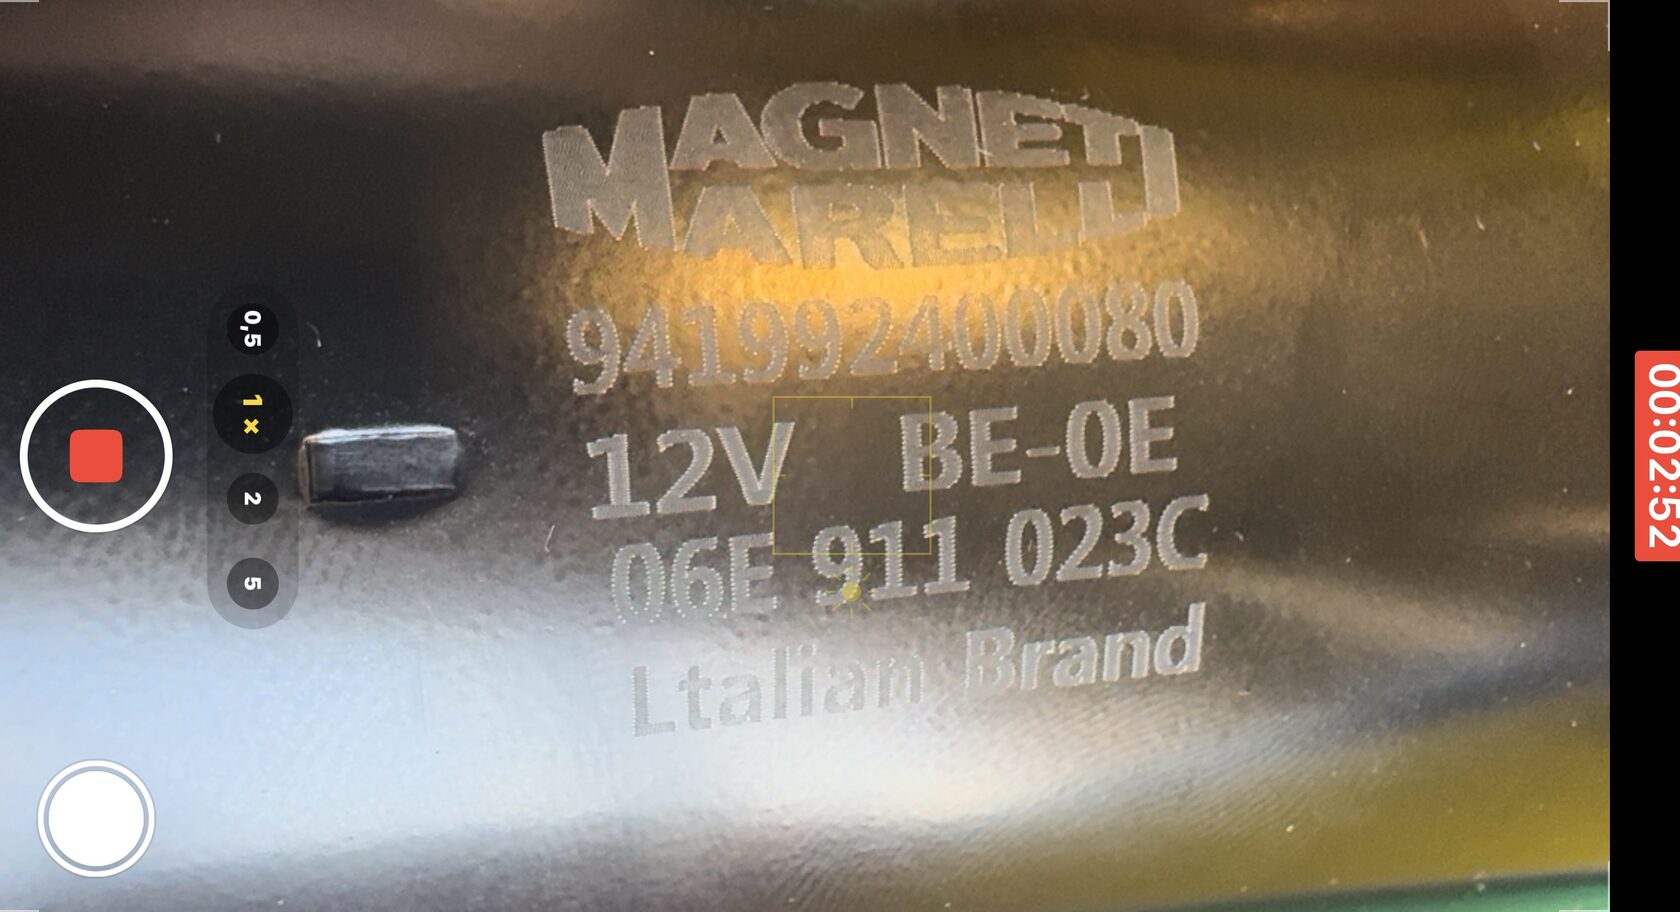 MAGNETI
MARELLI
941992400080
12V BE-0E
06E 911 023C
Ltalian Brand
0,5
1×
2
5
00:02:52